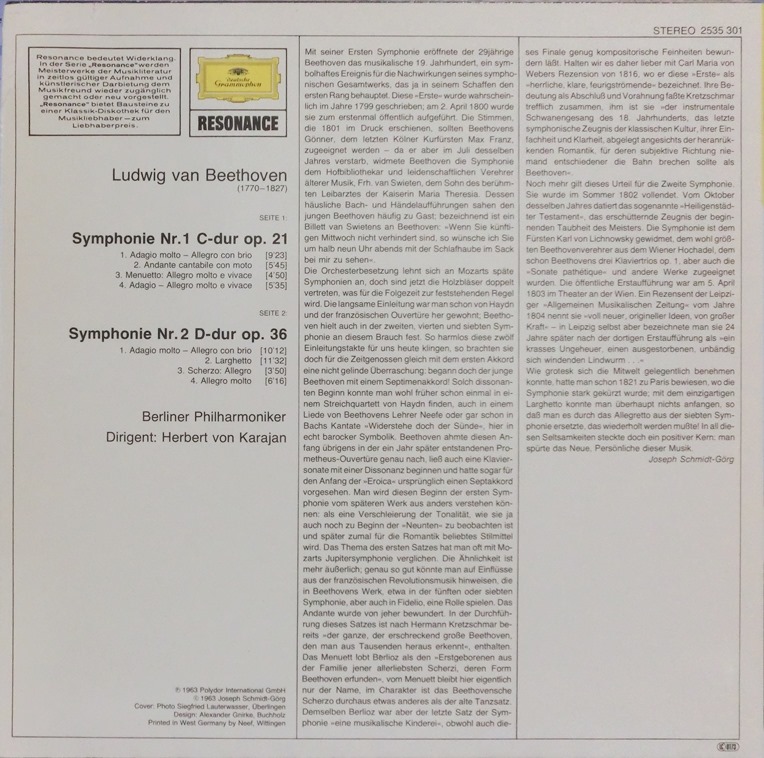 STEREO 2535 301
Resonance bedeutet Widerklang.
In der Serie „Resonance" werden
Meisterwerke der Musikliteratur
in zeitlos gültiger Aufnahme und
künstlerischer Darbietung dem
Musikfreund wieder zugänglich
gemacht oder neu vorgestellt.
„Resonance" bietet Bausteine zu
einer Klassik-Diskothek für den
Musikliebhaber – zum
Liebhaberpreis.
Deutsche
Grammophon
RESONANCE
Ludwig van Beethoven
(1770–1827)
SEITE 1:
Symphonie Nr. 1 C-dur op. 21
1. Adagio molto – Allegro con brio [9'23]
2. Andante cantabile con moto [5'45]
3. Menuetto: Allegro molto e vivace [4'50]
4. Adagio – Allegro molto e vivace [5'35]
SEITE 2:
Symphonie Nr. 2 D-dur op. 36
1. Adagio molto – Allegro con brio [10'12]
2. Larghetto [11'32]
3. Scherzo: Allegro [3'50]
4. Allegro molto [6'16]
Berliner Philharmoniker
Dirigent: Herbert von Karajan
℗ 1963 Polydor International GmbH
© 1963 Joseph Schmidt-Görg
Cover: Photo Siegfried Lauterwasser, Überlingen
Design: Alexander Gnirke, Buchholz
Printed in West Germany by Neef, Wittingen
Mit seiner Ersten Symphonie eröffnete der 29jährige
Beethoven das musikalische 19. Jahrhundert, ein sym-
bolhaftes Ereignis für die Nachwirkungen seines sympho-
nischen Gesamtwerks, das ja in seinem Schaffen den
ersten Rang behauptet. Diese »Erste« wurde wahrschein-
lich im Jahre 1799 geschrieben; am 2. April 1800 wurde
sie zum erstenmal öffentlich aufgeführt. Die Stimmen,
die 1801 im Druck erschienen, sollten Beethovens
Gönner, dem letzten Kölner Kurfürsten Max Franz,
zugeeignet werden – da er aber im Juli desselben
Jahres verstarb, widmete Beethoven die Symphonie
dem Hofbibliothekar und leidenschaftlichen Verehrer
älterer Musik, Frh. van Swieten, dem Sohn des berühm-
ten Leibarztes der Kaiserin Maria Theresia. Dessen
häusliche Bach- und Händelaufführungen sahen den
jungen Beethoven häufig zu Gast; bezeichnend ist ein
Billett van Swietens an Beethoven: »Wenn Sie künfti-
gen Mittwoch nicht verhindert sind, so wünsche ich Sie
um halb neun Uhr abends mit der Schlafhaube im Sack
bei mir zu sehen«.
Die Orchesterbesetzung lehnt sich an Mozarts späte
Symphonien an, doch sind jetzt die Holzbläser doppelt
vertreten, was für die Folgezeit zur feststehenden Regel
wird. Die langsame Einleitung war man schon von Haydn
und der französischen Ouvertüre her gewohnt; Beetho-
ven hielt auch in der zweiten, vierten und siebten Sym-
phonie an diesem Brauch fest. So harmlos diese zwölf
Einleitungstakte für uns heute klingen, so brachten sie
doch für die Zeitgenossen gleich mit dem ersten Akkord
eine nicht gelinde Überraschung: begann doch der junge
Beethoven mit einem Septimenakkord! Solch dissonan-
ten Beginn konnte man wohl früher schon einmal in ei-
nem Streichquartett von Haydn finden, auch in einem
Liede von Beethovens Lehrer Neefe oder gar schon in
Bachs Kantate »Widerstehe doch der Sünde«, hier in
echt barocker Symbolik. Beethoven ahmte diesen An-
fang übrigens in der ein Jahr später entstandenen Pro-
metheus-Ouvertüre genau nach, ließ auch eine Klavier-
sonate mit einer Dissonanz beginnen und hatte sogar für
den Anfang der »Eroica« ursprünglich einen Septakkord
vorgesehen. Man wird diesen Beginn der ersten Sym-
phonie vom späteren Werk aus anders verstehen kön-
nen: als eine Verschleierung der Tonalität, wie sie ja
auch noch zu Beginn der »Neunten« zu beobachten ist
und später zumal für die Romantik beliebtes Stilmittel
wird. Das Thema des ersten Satzes hat man oft mit Mo-
zarts Jupitersymphonie verglichen. Die Ähnlichkeit ist
mehr äußerlich; genau so gut könnte man auf Einflüsse
aus der französischen Revolutionsmusik hinweisen, die
in Beethovens Werk, etwa in der fünften oder siebten
Symphonie, aber auch in Fidelio, eine Rolle spielen. Das
Andante wurde von jeher bewundert. In der Durchfüh-
rung dieses Satzes ist nach Hermann Kretzschmar be-
reits »der ganze, der erschreckend große Beethoven,
den man aus Tausenden heraus erkennt«, enthalten.
Das Menuett lobt Berlioz als den »Erstgeborenen aus
der Familie jener allerliebsten Scherzi, deren Form
Beethoven erfunden«, vom Menuett bleibt hier eigentlich
nur der Name, im Charakter ist das Beethovensche
Scherzo durchaus etwas anderes als der alte Tanzsatz.
Demselben Berlioz war aber der letzte Satz der Sym-
phonie »eine musikalische Kinderei«, obwohl auch die-
ses Finale genug kompositorische Feinheiten bewun-
dern läßt. Halten wir es daher lieber mit Carl Maria von
Webers Rezension von 1816, wo er diese »Erste« als
»herrliche, klare, feurigströmende« bezeichnet. Ihre Be-
deutung als Abschluß und Vorahnung faßte Kretzschmar
trefflich zusammen, ihm ist sie »der instrumentale
Schwanengesang des 18. Jahrhunderts, das letzte
symphonische Zeugnis der klassischen Kultur, ihrer Ein-
fachheit und Klarheit, abgelegt angesichts der heranrük-
kenden Romantik, für deren subjektive Richtung nie-
mand entschiedener die Bahn brechen sollte als
Beethoven«.
Noch mehr gilt dieses Urteil für die Zweite Symphonie.
Sie wurde im Sommer 1802 vollendet. Vom Oktober
desselben Jahres datiert das sogenannte »Heiligenstäd-
ter Testament«, das erschütternde Zeugnis der begin-
nenden Taubheit des Meisters. Die Symphonie ist dem
Fürsten Karl von Lichnowsky gewidmet, dem wohl größ-
ten Beethovenverehrer aus dem Wiener Hochadel, dem
schon Beethovens drei Klaviertrios op. 1, aber auch die
»Sonate pathétique« und andere Werke zugeeignet
wurden. Die öffentliche Erstaufführung war am 5. April
1803 im Theater an der Wien. Ein Rezensent der Leipzi-
ger »Allgemeinen Musikalischen Zeitung« vom Jahre
1804 nennt sie »voll neuer, origineller Ideen, von großer
Kraft« – in Leipzig selbst aber bezeichnete man sie 24
Jahre später nach der dortigen Erstaufführung als »ein
krasses Ungeheuer, einen ausgestorbenen, unbändig
sich windenden Lindwurm . . .«
Wie grotesk sich die Mitwelt gelegentlich benehmen
konnte, hatte man schon 1821 zu Paris bewiesen, wo die
Symphonie stark gekürzt wurde; mit dem einzigartigen
Larghetto konnte man überhaupt nichts anfangen, so
daß man es durch das Allegretto aus der siebten Sym-
phonie ersetzte, das wiederholt werden mußte! In all die-
sen Seltsamkeiten steckte doch ein positiver Kern: man
spürte das Neue, Persönliche dieser Musik.
Joseph Schmidt-Görg